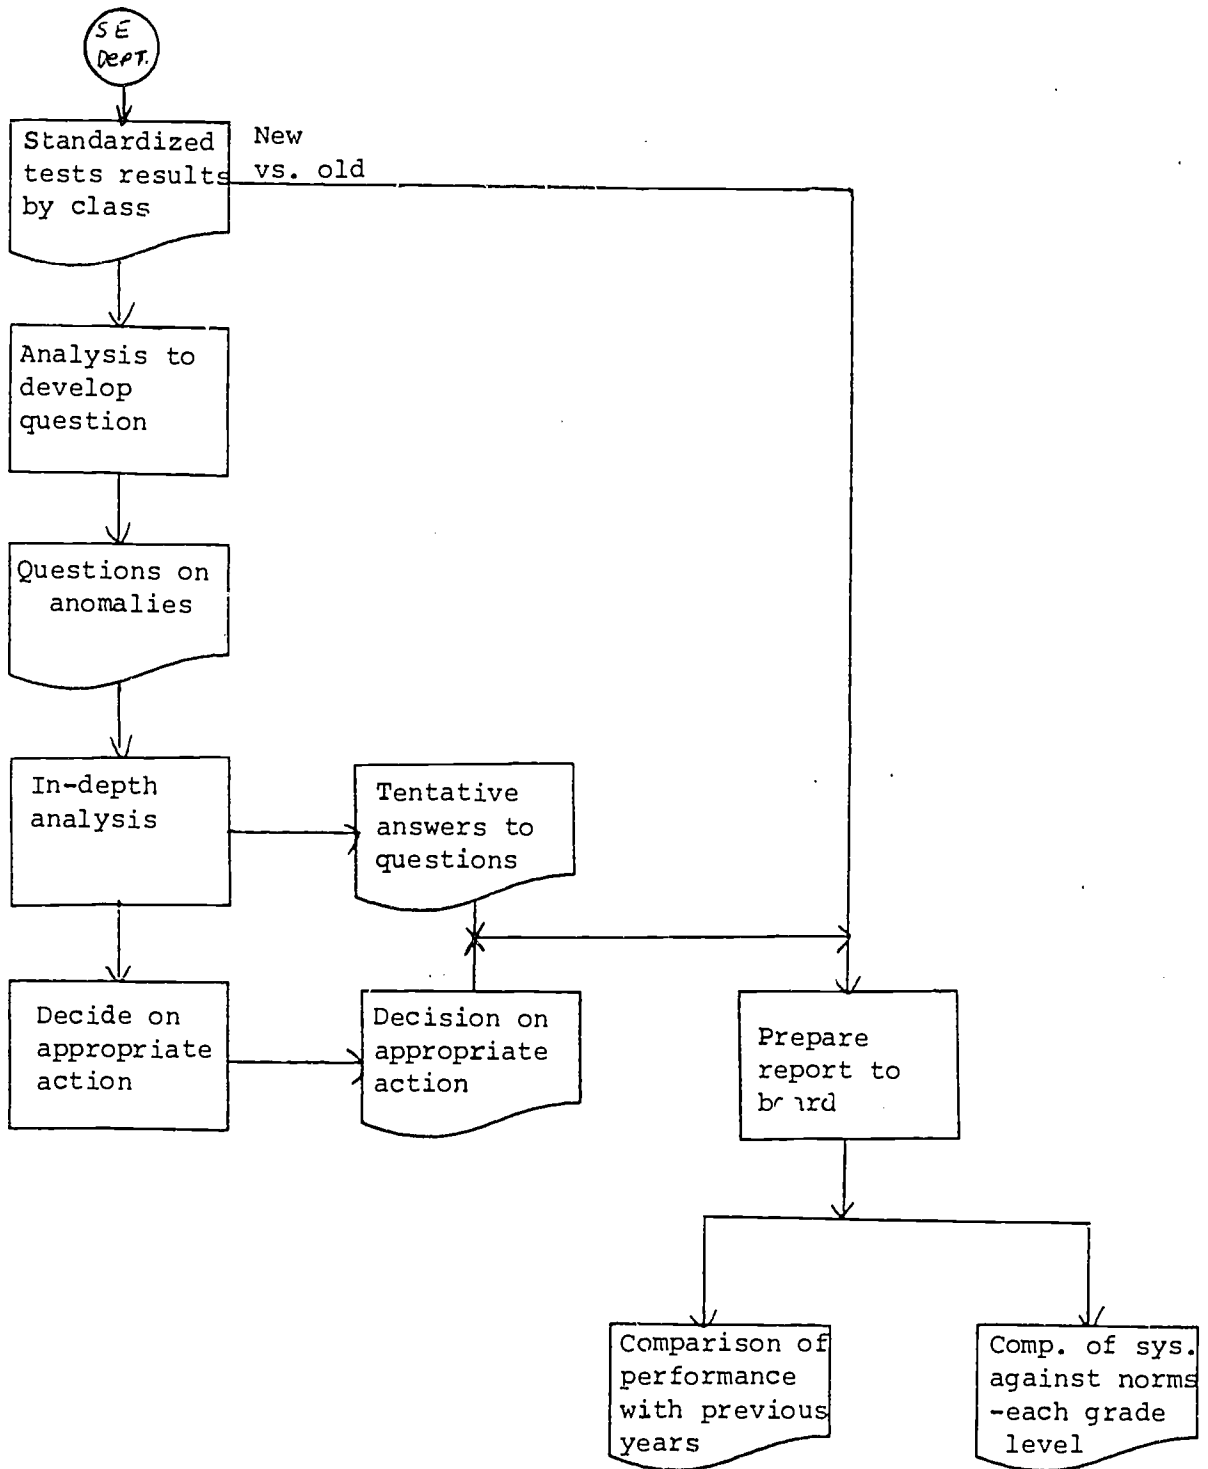 SE
DEPT.
Standardized
tests results
by class
New
vs. old
Analysis to
develop
question
Questions on
anomalies
In-depth
analysis
Tentative
answers to
questions
Decide on
appropriate
action
Decision on
appropriate
action
Prepare
report to
Comparison of
performance
with previous
years
Comp. of sys.
against norms
-each grade
level